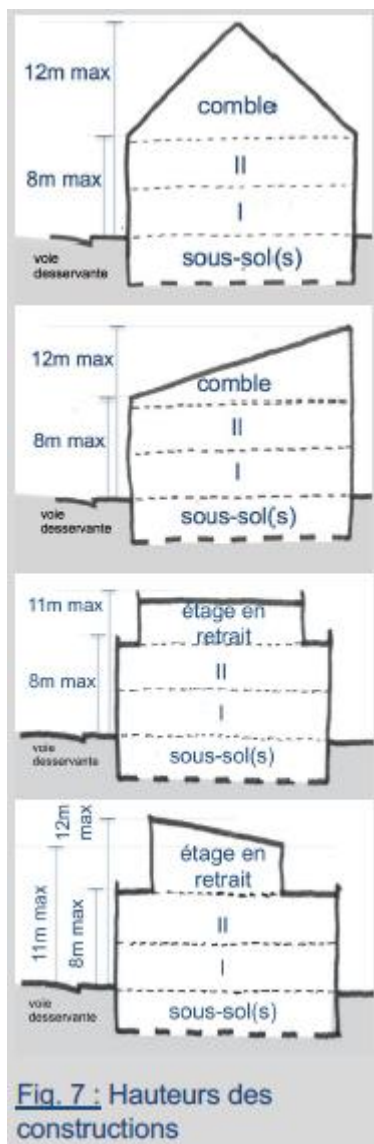 12m max
comble
8m max
II
I
voie
desservante
sous-sol(s)
12m max
comble
8m max
II
I
voie
desservante
sous-sol(s)
11m max
étage en
retrait
8m max
II
I
voie
desservante
sous-sol(s)
12m
max
étage en
retrait
11m max
8m max
II
I
voie
desservante
sous-sol(s)
Fig. 7 : Hauteurs des
constructions